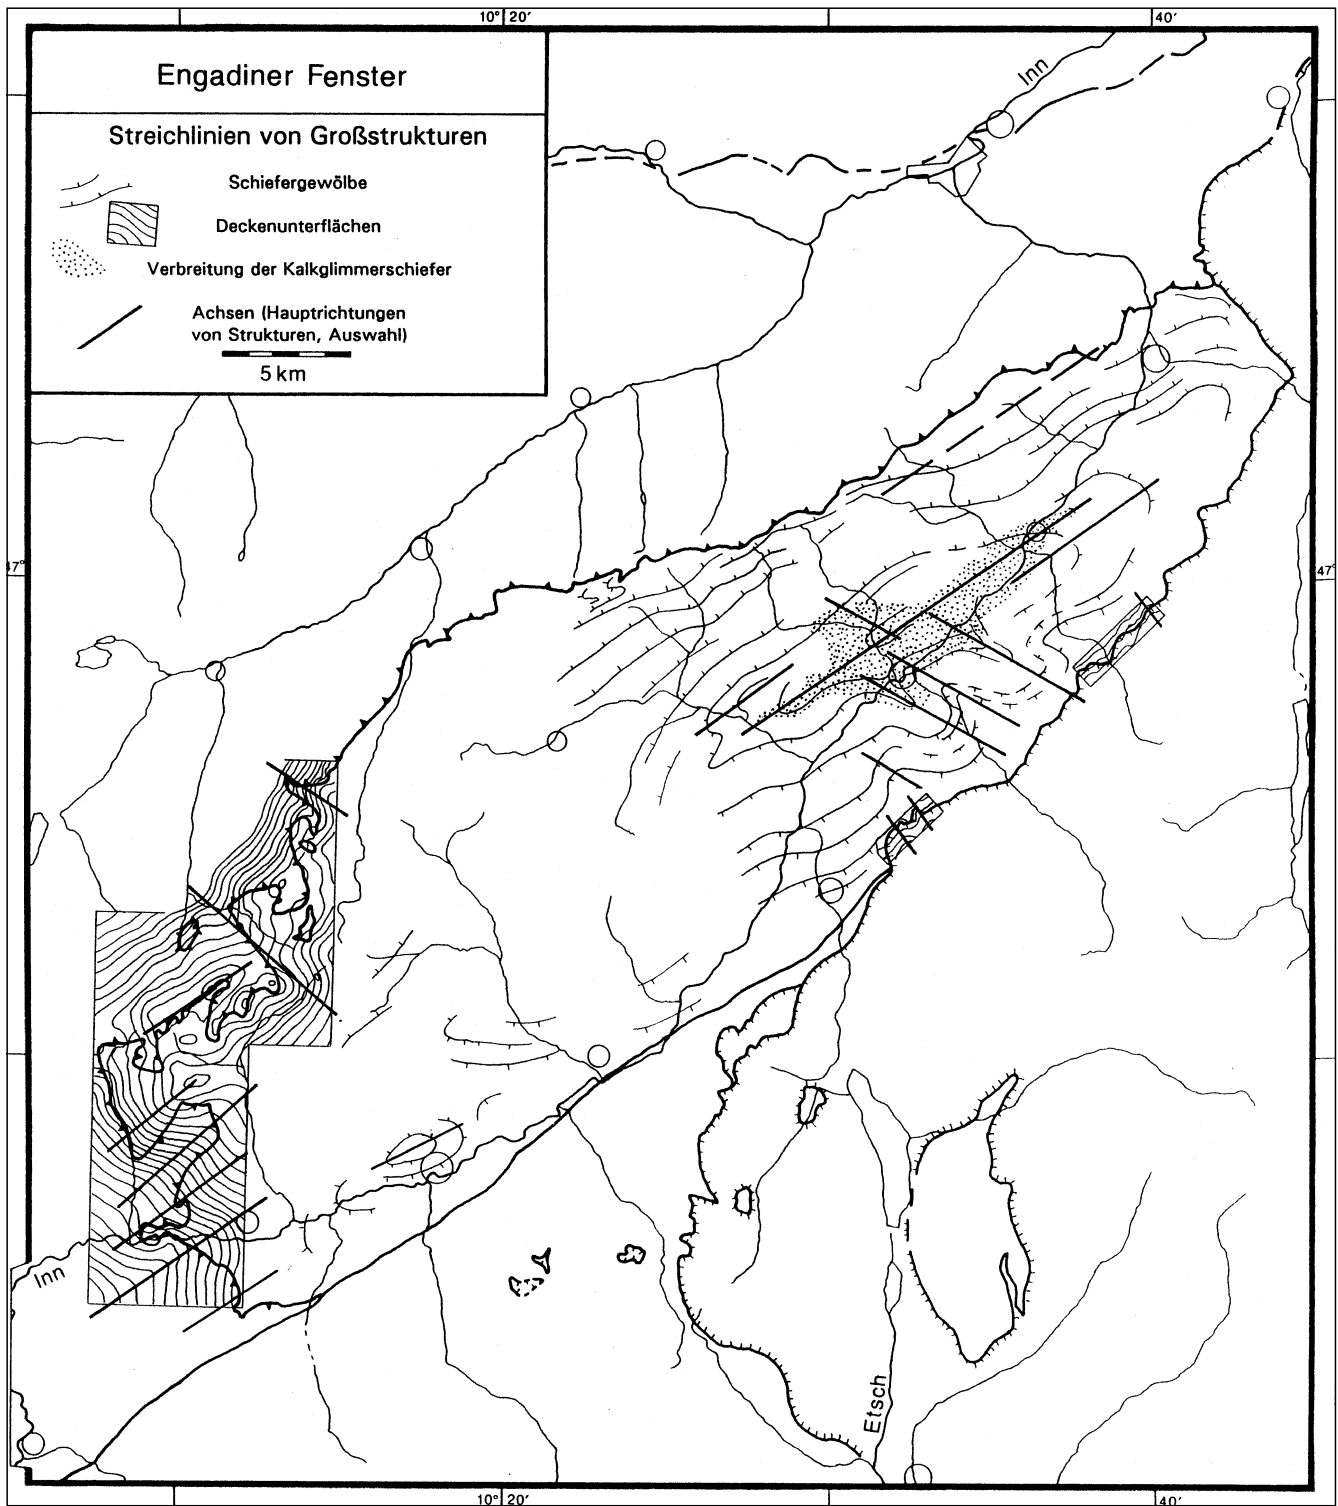 10° 20′
40′
Engadiner Fenster
Streichlinien von Großstrukturen
Schiefergewölbe
Deckenunterflächen
Verbreitung der Kalkglimmerschiefer
Achsen (Hauptrichtungen
von Strukturen, Auswahl)
5 km
Inn
47°
47°
Inn
Etsch
10° 20′
40′